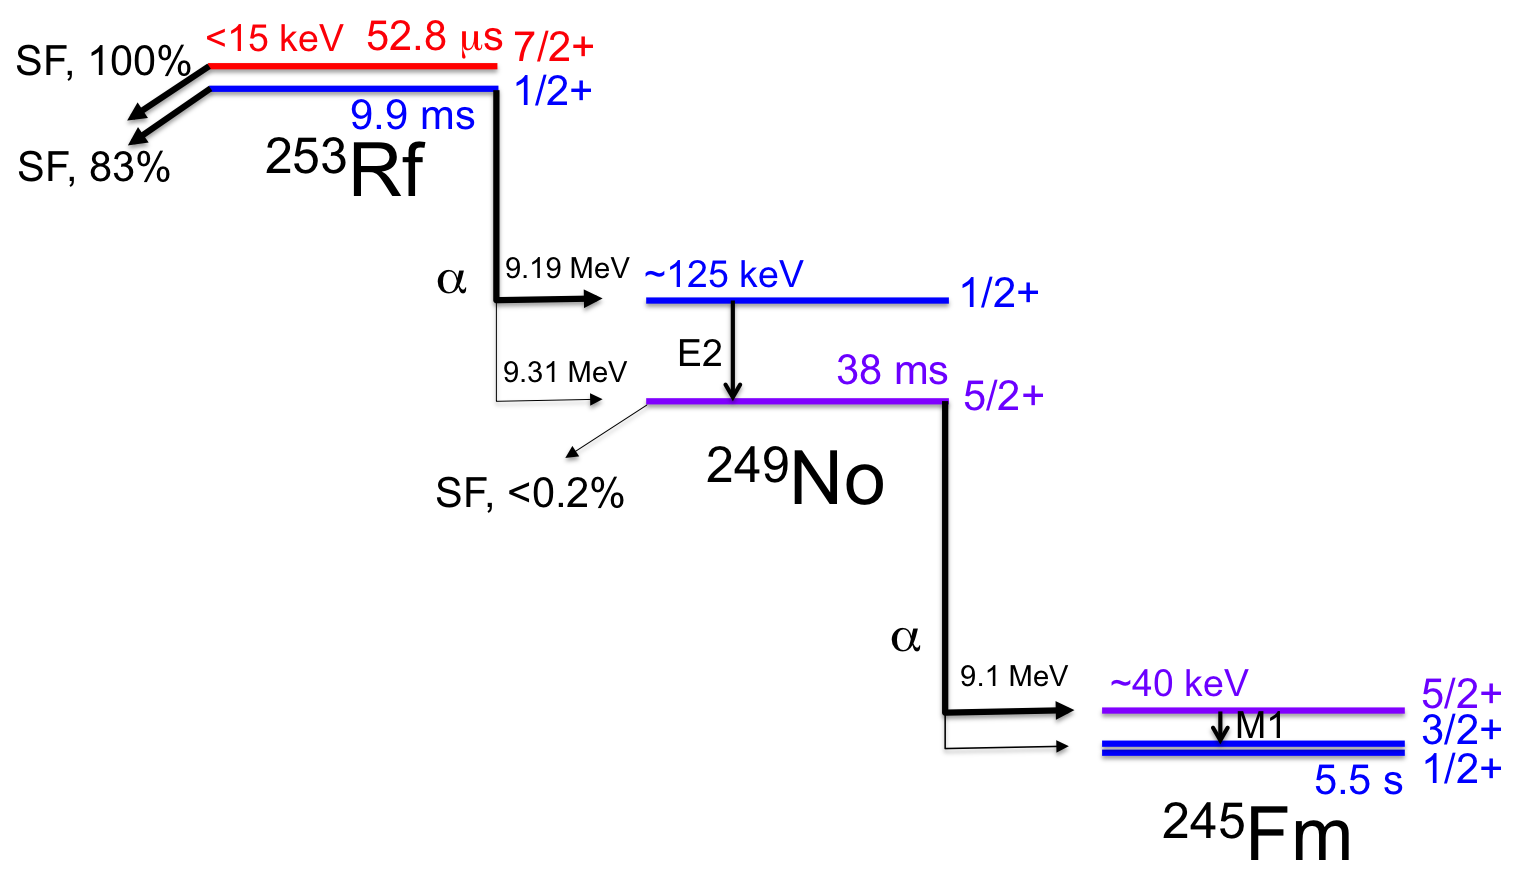 SF, 100%
<15 keV
52.8 μs
7/2+
1/2+
9.9 ms
SF, 83%
²⁵³Rf
α
9.19 MeV
~125 keV
1/2+
E2
9.31 MeV
38 ms
5/2+
SF, <0.2%
²⁴⁹No
α
9.1 MeV
~40 keV
5/2+
M1
3/2+
1/2+
5.5 s
²⁴⁵Fm